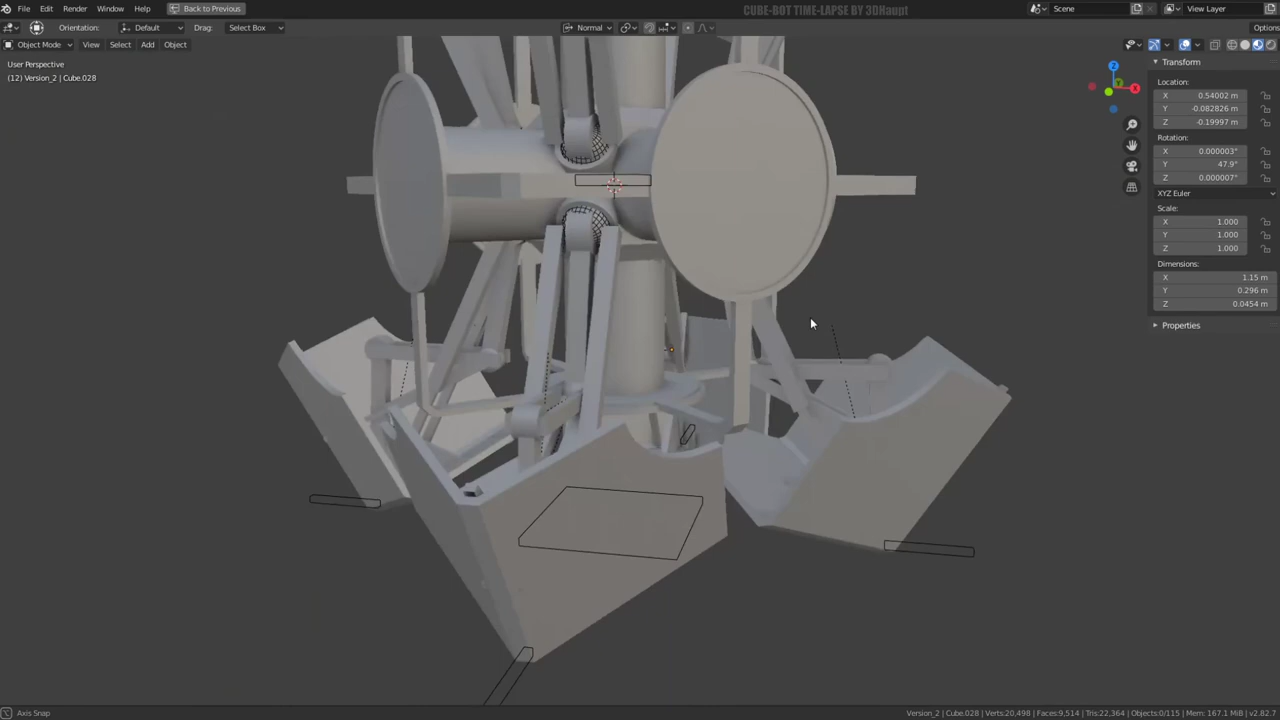 File Edit Render Window Help Back to Previous CUBE-BOT TIME-LAPSE BY 3DHaupt Scene View Layer
Orientation: Default Drag: Select Box Normal Options
Object Mode View Select Add Object
User Perspective
(12) Version_2 | Cube.028
Z
Y
X
Transform
Location:
X 0.54002 m
Y -0.082826 m
Z -0.19997 m
Rotation:
X 0.000003°
Y 47.9°
Z 0.000007°
XYZ Euler
Scale:
X 1.000
Y 1.000
Z 1.000
Dimensions:
X 1.15 m
Y 0.296 m
Z 0.0454 m
Properties
Axis Snap Version_2 | Cube.028 | Verts:20,498 | Faces:9,514 | Tris:22,364 | Objects:0/115 | Mem: 167.1 MiB | v2.82.7